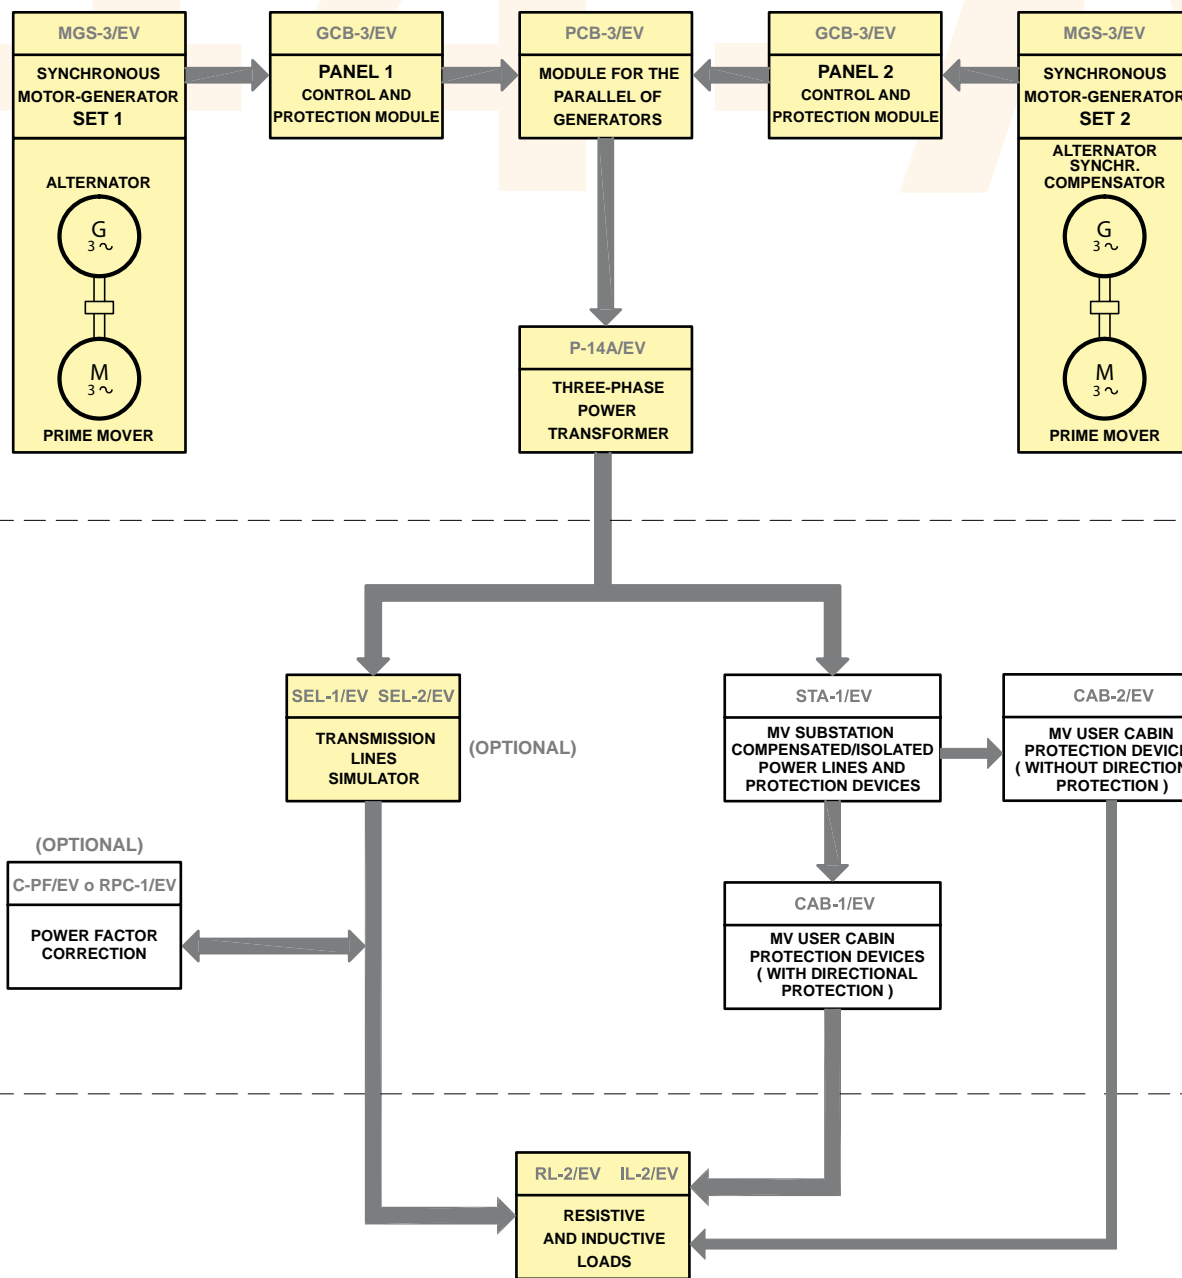 MGS-3/EV
SYNCHRONOUS
MOTOR-GENERATOR
SET 1
ALTERNATOR
G
3 ~
M
3 ~
PRIME MOVER
GCB-3/EV
PANEL 1
CONTROL AND
PROTECTION MODULE
PCB-3/EV
MODULE FOR THE
PARALLEL OF
GENERATORS
GCB-3/EV
PANEL 2
CONTROL AND
PROTECTION MODULE
MGS-3/EV
SYNCHRONOUS
MOTOR-GENERATOR
SET 2
ALTERNATOR
SYNCHR.
COMPENSATOR
G
3 ~
M
3 ~
PRIME MOVER
P-14A/EV
THREE-PHASE
POWER
TRANSFORMER
SEL-1/EV SEL-2/EV
TRANSMISSION
LINES
SIMULATOR
(OPTIONAL)
STA-1/EV
MV SUBSTATION
COMPENSATED/ISOLATED
POWER LINES AND
PROTECTION DEVICES
CAB-2/EV
MV USER CABIN
PROTECTION DEVIC
( WITHOUT DIRECTION
PROTECTION )
(OPTIONAL)
C-PF/EV o RPC-1/EV
POWER FACTOR
CORRECTION
CAB-1/EV
MV USER CABIN
PROTECTION DEVICES
( WITH DIRECTIONAL
PROTECTION )
RL-2/EV IL-2/EV
RESISTIVE
AND INDUCTIVE
LOADS